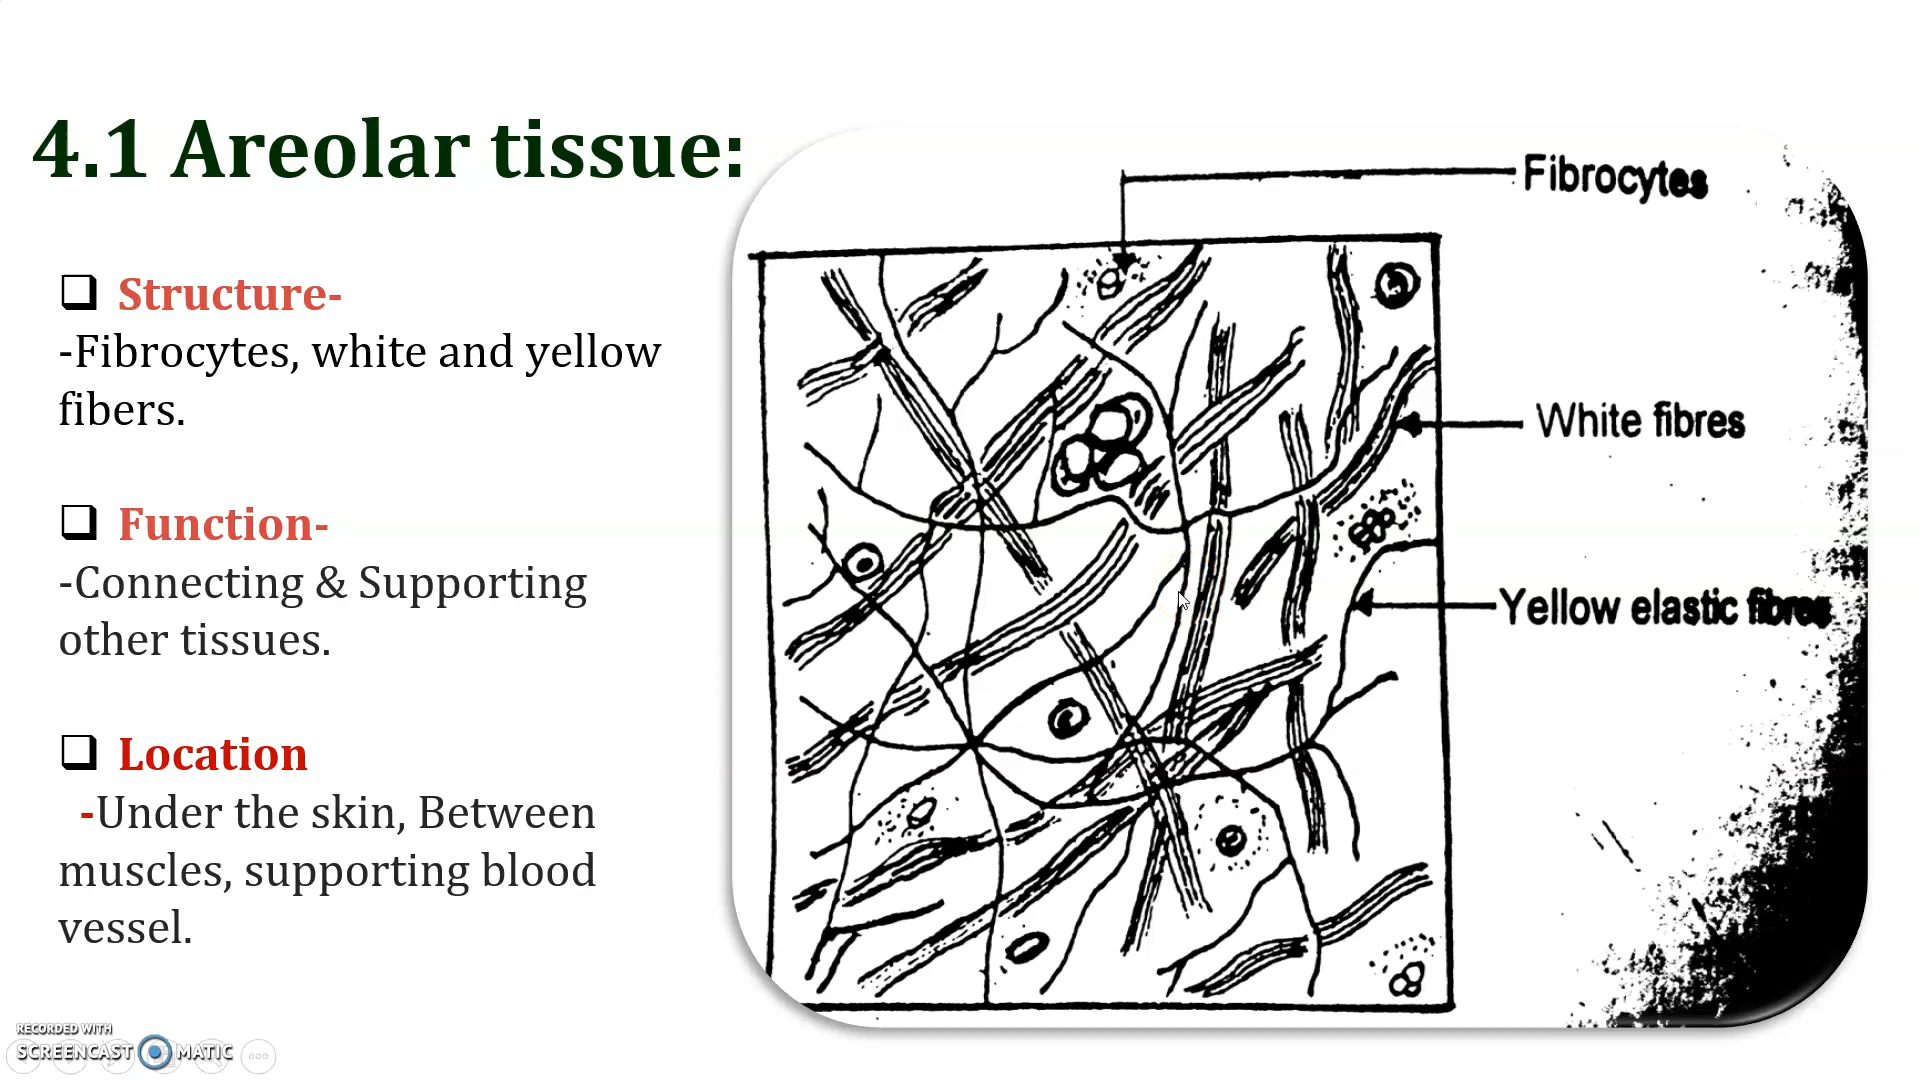 4.1 Areolar tissue:
Structure-
-Fibrocytes, white and yellow
fibers.
Function-
-Connecting & Supporting
other tissues.
Location
-Under the skin, Between
muscles, supporting blood
vessel.
Fibrocytes
White fibres
Yellow elastic fibres
RECORDED WITH
SCREENCAST MATIC